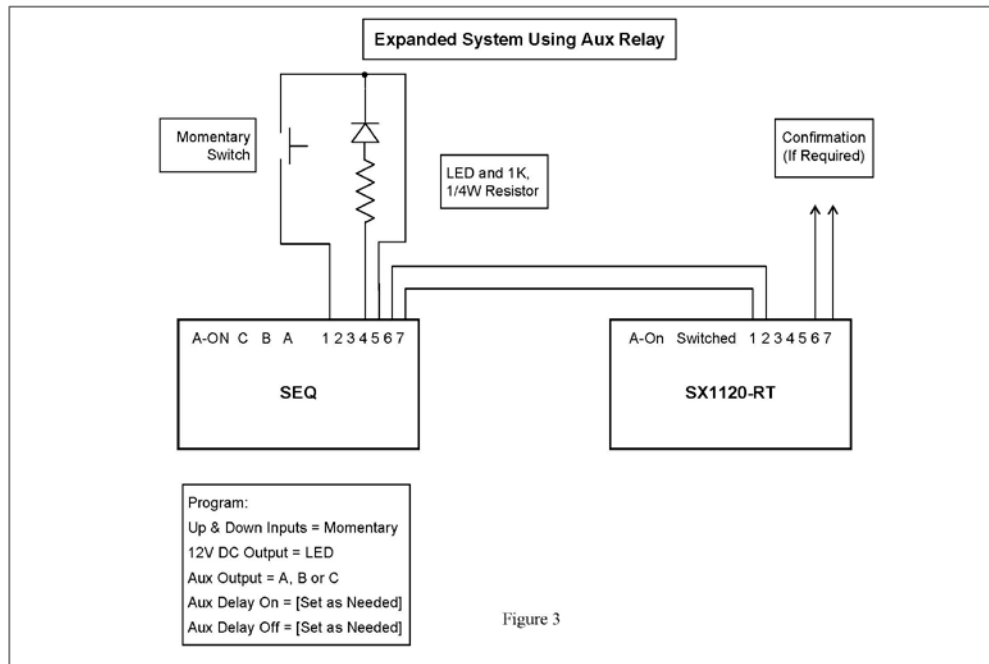 Expanded System Using Aux Relay
Momentary
Switch
LED and 1K,
1/4W Resistor
Confirmation
(If Required)
A-ON C B A 1 2 3 4 5 6 7
SEQ
A-On Switched 1 2 3 4 5 6 7
SX1120-RT
Program:
Up & Down Inputs = Momentary
12V DC Output = LED
Aux Output = A, B or C
Aux Delay On = [Set as Needed]
Aux Delay Off = [Set as Needed]
Figure 3